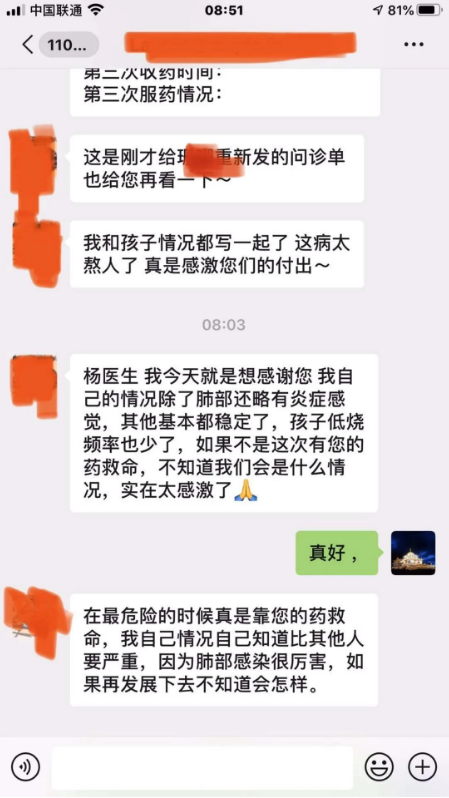 中国联通
08:51
81%
110...
第三次收药时间：
第三次服药情况：
这是刚才给 重新发的问诊单
也给您再看一下～
我和孩子情况都写一起了 这病太
熬人了 真是感激您们的付出～
08:03
杨医生 我今天就是想感谢您 我自
己的情况除了肺部还略有炎症感
觉，其他基本都稳定了，孩子低烧
频率也少了，如果不是这次有您的
药救命，不知道我们会是什么情
况，实在太感激了🙏
真好，
在最危险的时候真是靠您的药救
命，我自己情况自己知道比其他人
要严重，因为肺部感染很厉害，如
果再发展下去不知道会怎样。